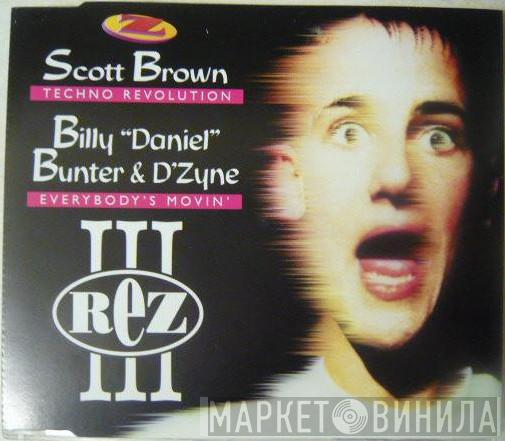 Z
Scott Brown
TECHNO REVOLUTION
Billy "Daniel"
Bunter & D'Zyne
EVERYBODY'S MOVIN'
III
REZ
МАРКЕТ ВИНИЛА